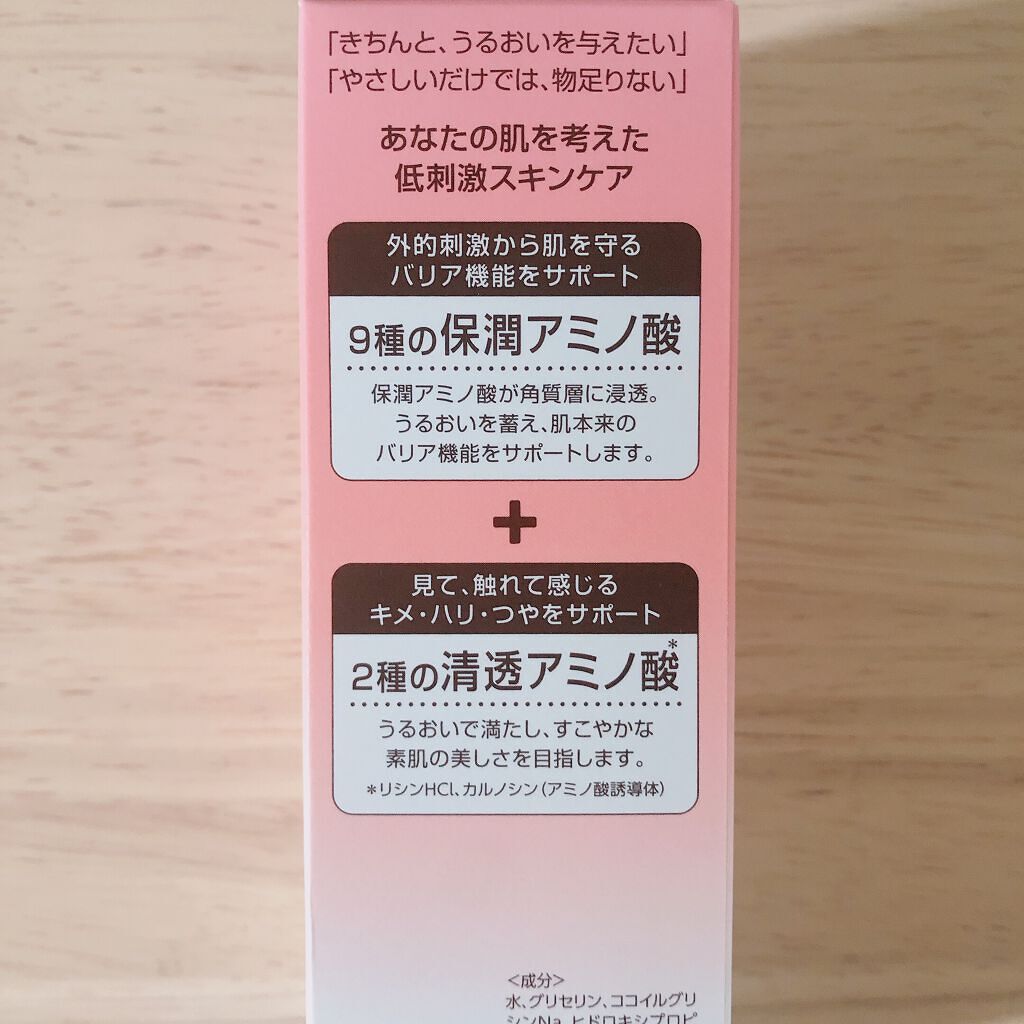 「きちんと、うるおいを与えたい」
「やさしいだけでは、物足りない」
あなたの肌を考えた
低刺激スキンケア
外的刺激から肌を守る
バリア機能をサポート
9種の保潤アミノ酸
保潤アミノ酸が角質層に浸透。
うるおいを蓄え、肌本来の
バリア機能をサポートします。
+
見て、触れて感じる
キメ・ハリ・つやをサポート
2種の清透アミノ酸*
うるおいで満たし、すこやかな
素肌の美しさを目指します。
*リシンHCl、カルノシン(アミノ酸誘導体)
<成分>
水、グリセリン、ココイルグリ
シンNa、ヒドロキシプロピ